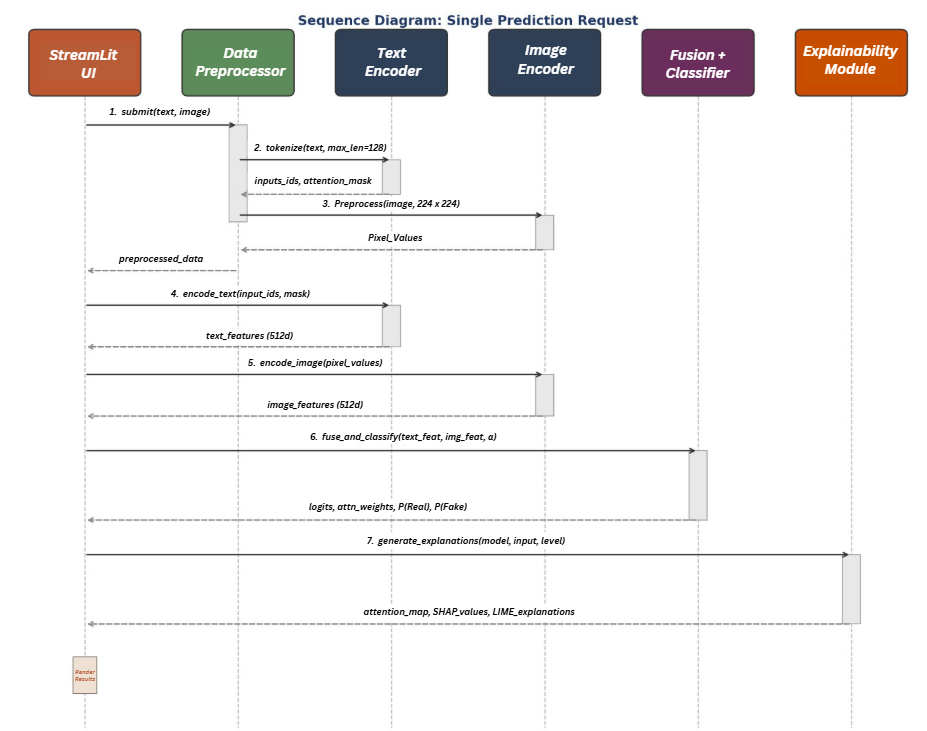 Sequence Diagram: Single Prediction Request
StreamLit
UI
Data
Preprocessor
Text
Encoder
Image
Encoder
Fusion +
Classifier
Explainability
Module
1. submit(text, image)
2. tokenize(text, max_len=128)
inputs_ids, attention_mask
3. Preprocess(image, 224 x 224)
Pixel_Values
preprocessed_data
4. encode_text(input_ids, mask)
text_features (512d)
5. encode_image(pixel_values)
image_features (512d)
6. fuse_and_classify(text_feat, img_feat, α)
logits, attn_weights, P(Real), P(Fake)
7. generate_explanations(model, input, level)
attention_map, SHAP_values, LIME_explanations
Render
Results